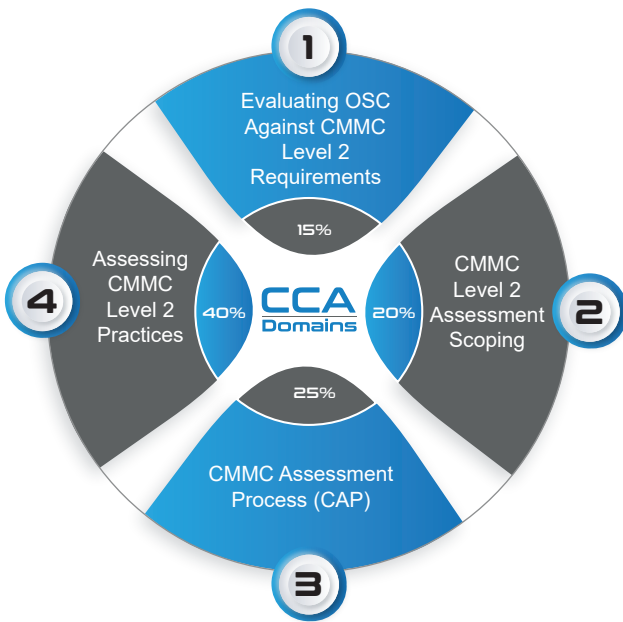 1
Evaluating OSC
Against CMMC
Level 2
Requirements
15%
CMMC
Level 2
Assessment
Scoping
20%
2
CCA
Domains
25%
CMMC Assessment
Process (CAP)
3
4
Assessing
CMMC
Level 2
Practices
40%